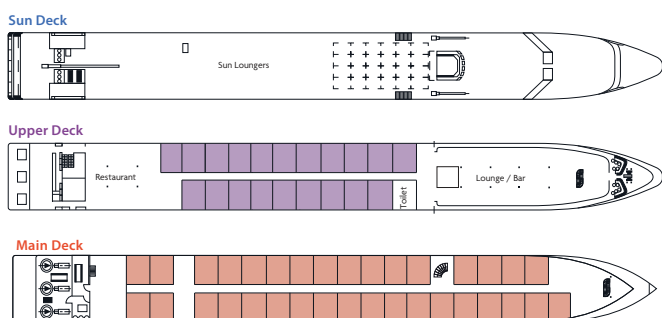 Sun Deck
Sun Loungers
Upper Deck
Restaurant
Lounge / Bar
Toilet
Main Deck